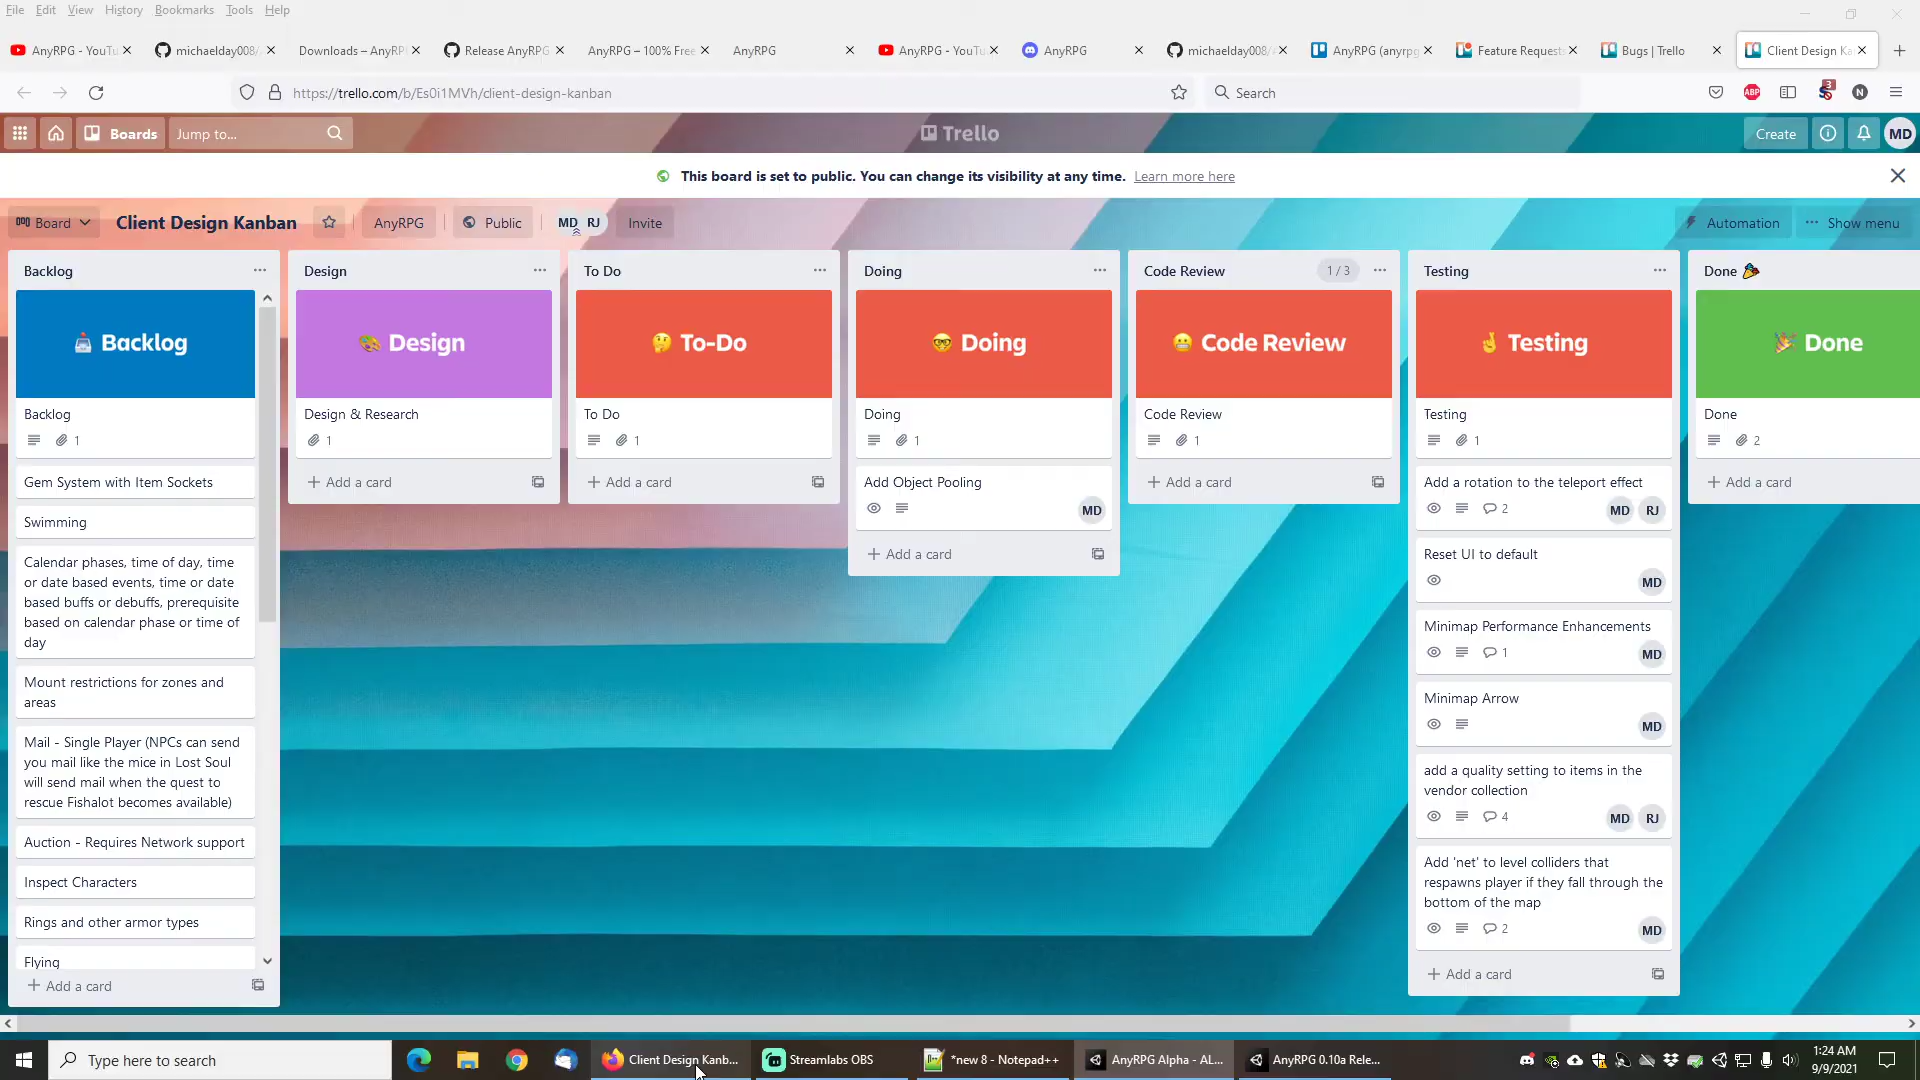 File Edit View History Bookmarks Tools Help
AnyRPG - YouTu
michaelday008/
Downloads – AnyRP
Release AnyRPG
AnyRPG – 100% Free
AnyRPG
AnyRPG - YouTu
AnyRPG
michaelday008/
AnyRPG (anyrpg
Feature Requests
Bugs | Trello
Client Design Ka
https://trello.com/b/Es0i1MVh/client-design-kanban
Search
ABP
3
N
Boards
Jump to...
Trello
Create
MD
This board is set to public. You can change its visibility at any time. Learn more here
Board
Client Design Kanban
AnyRPG
Public
MD RJ
Invite
Automation
Show menu
Backlog
Backlog
Backlog
1
Gem System with Item Sockets
Swimming
Calendar phases, time of day, time
or date based events, time or date
based buffs or debuffs, prerequisite
based on calendar phase or time of
day
Mount restrictions for zones and
areas
Mail - Single Player (NPCs can send
you mail like the mice in Lost Soul
will send mail when the quest to
rescue Fishalot becomes available)
Auction - Requires Network support
Inspect Characters
Rings and other armor types
Flying
Add a card
Design
Design
Design & Research
1
Add a card
To Do
To-Do
To Do
1
Add a card
Doing
Doing
Doing
1
Add Object Pooling
MD
Add a card
Code Review
1 / 3
Code Review
Code Review
1
Add a card
Testing
Testing
Testing
1
Add a rotation to the teleport effect
2
MD RJ
Reset UI to default
MD
Minimap Performance Enhancements
1
MD
Minimap Arrow
MD
add a quality setting to items in the
vendor collection
4
MD RJ
Add 'net' to level colliders that
respawns player if they fall through the
bottom of the map
2
MD
Add a card
Done
Done
Done
2
Add a card
Type here to search
Client Design Kanb...
Streamlabs OBS
*new 8 - Notepad++
AnyRPG Alpha - AL...
AnyRPG 0.10a Rele...
1:24 AM
9/9/2021